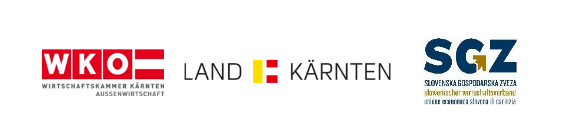 WKO
WIRTSCHAFTSKAMMER KÄRNTEN
AUSSENWIRTSCHAFT
LAND KÄRNTEN
SGZ
SLOVENSKA GOSPODARSKA ZVEZA
slowenischer wirtschaftsverband
unione economica slovena di carinzia